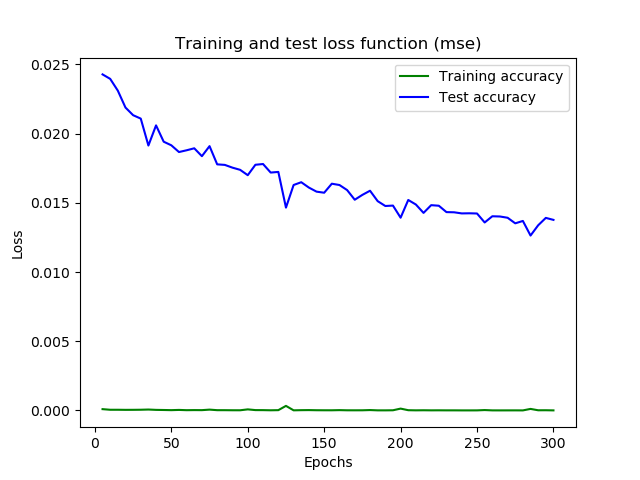 Training and test loss function (mse)
Training accuracy
Test accuracy
0.025
0.020
0.015
0.010
0.005
0.000
Loss
0 50 100 150 200 250 300
Epochs